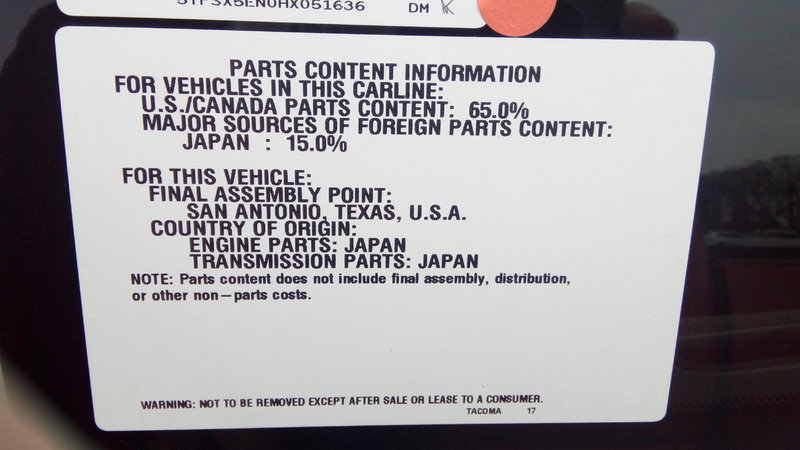 5TFSX5EN0HX051636 DM K
PARTS CONTENT INFORMATION
FOR VEHICLES IN THIS CARLINE:
U.S./CANADA PARTS CONTENT: 65.0%
MAJOR SOURCES OF FOREIGN PARTS CONTENT:
JAPAN : 15.0%
FOR THIS VEHICLE:
FINAL ASSEMBLY POINT:
SAN ANTONIO, TEXAS, U.S.A.
COUNTRY OF ORIGIN:
ENGINE PARTS: JAPAN
TRANSMISSION PARTS: JAPAN
NOTE: Parts content does not include final assembly, distribution,
or other non-parts costs.
WARNING: NOT TO BE REMOVED EXCEPT AFTER SALE OR LEASE TO A CONSUMER.
TACOMA 17